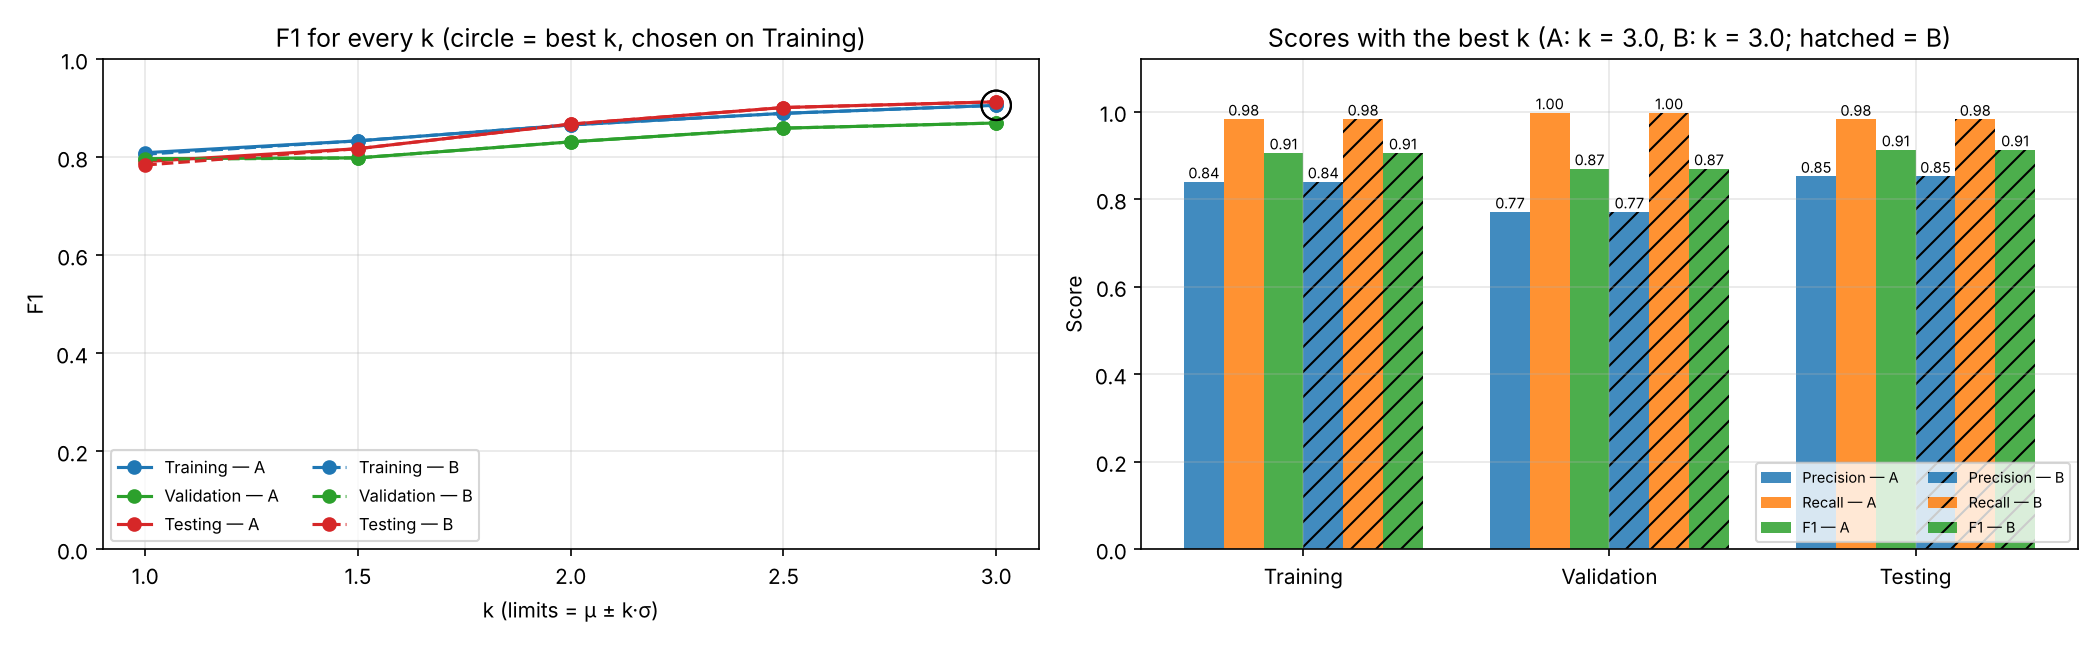 F1 for every k (circle = best k, chosen on Training)
1.0
0.8
0.6
0.4
0.2
0.0
F1
Training — A
Training — B
Validation — A
Validation — B
Testing — A
Testing — B
1.0 1.5 2.0 2.5 3.0
k (limits = μ ± k·σ)
Scores with the best k (A: k = 3.0, B: k = 3.0; hatched = B)
1.0
0.8
0.6
0.4
0.2
0.0
Score
0.84 0.98 0.91 0.84 0.98 0.91
0.77 1.00 0.87 0.77 1.00 0.87
0.85 0.98 0.91 0.85 0.98 0.91
Precision — A
Precision — B
Recall — A
Recall — B
F1 — A
F1 — B
Training Validation Testing